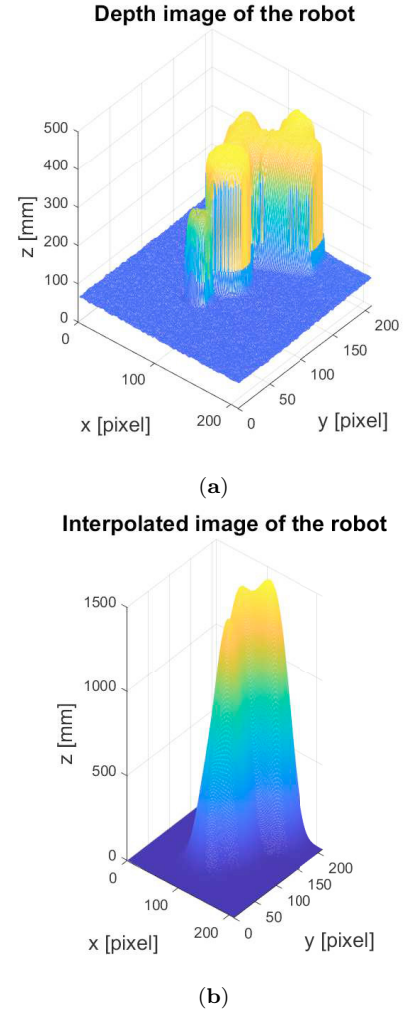 Depth image of the robot
500
400
300
200
100
0
z [mm]
0
100
200
x [pixel]
0
50
100
150
200
y [pixel]
(a)
Interpolated image of the robot
1500
1000
500
0
z [mm]
0
100
200
x [pixel]
0
50
100
150
200
y [pixel]
(b)